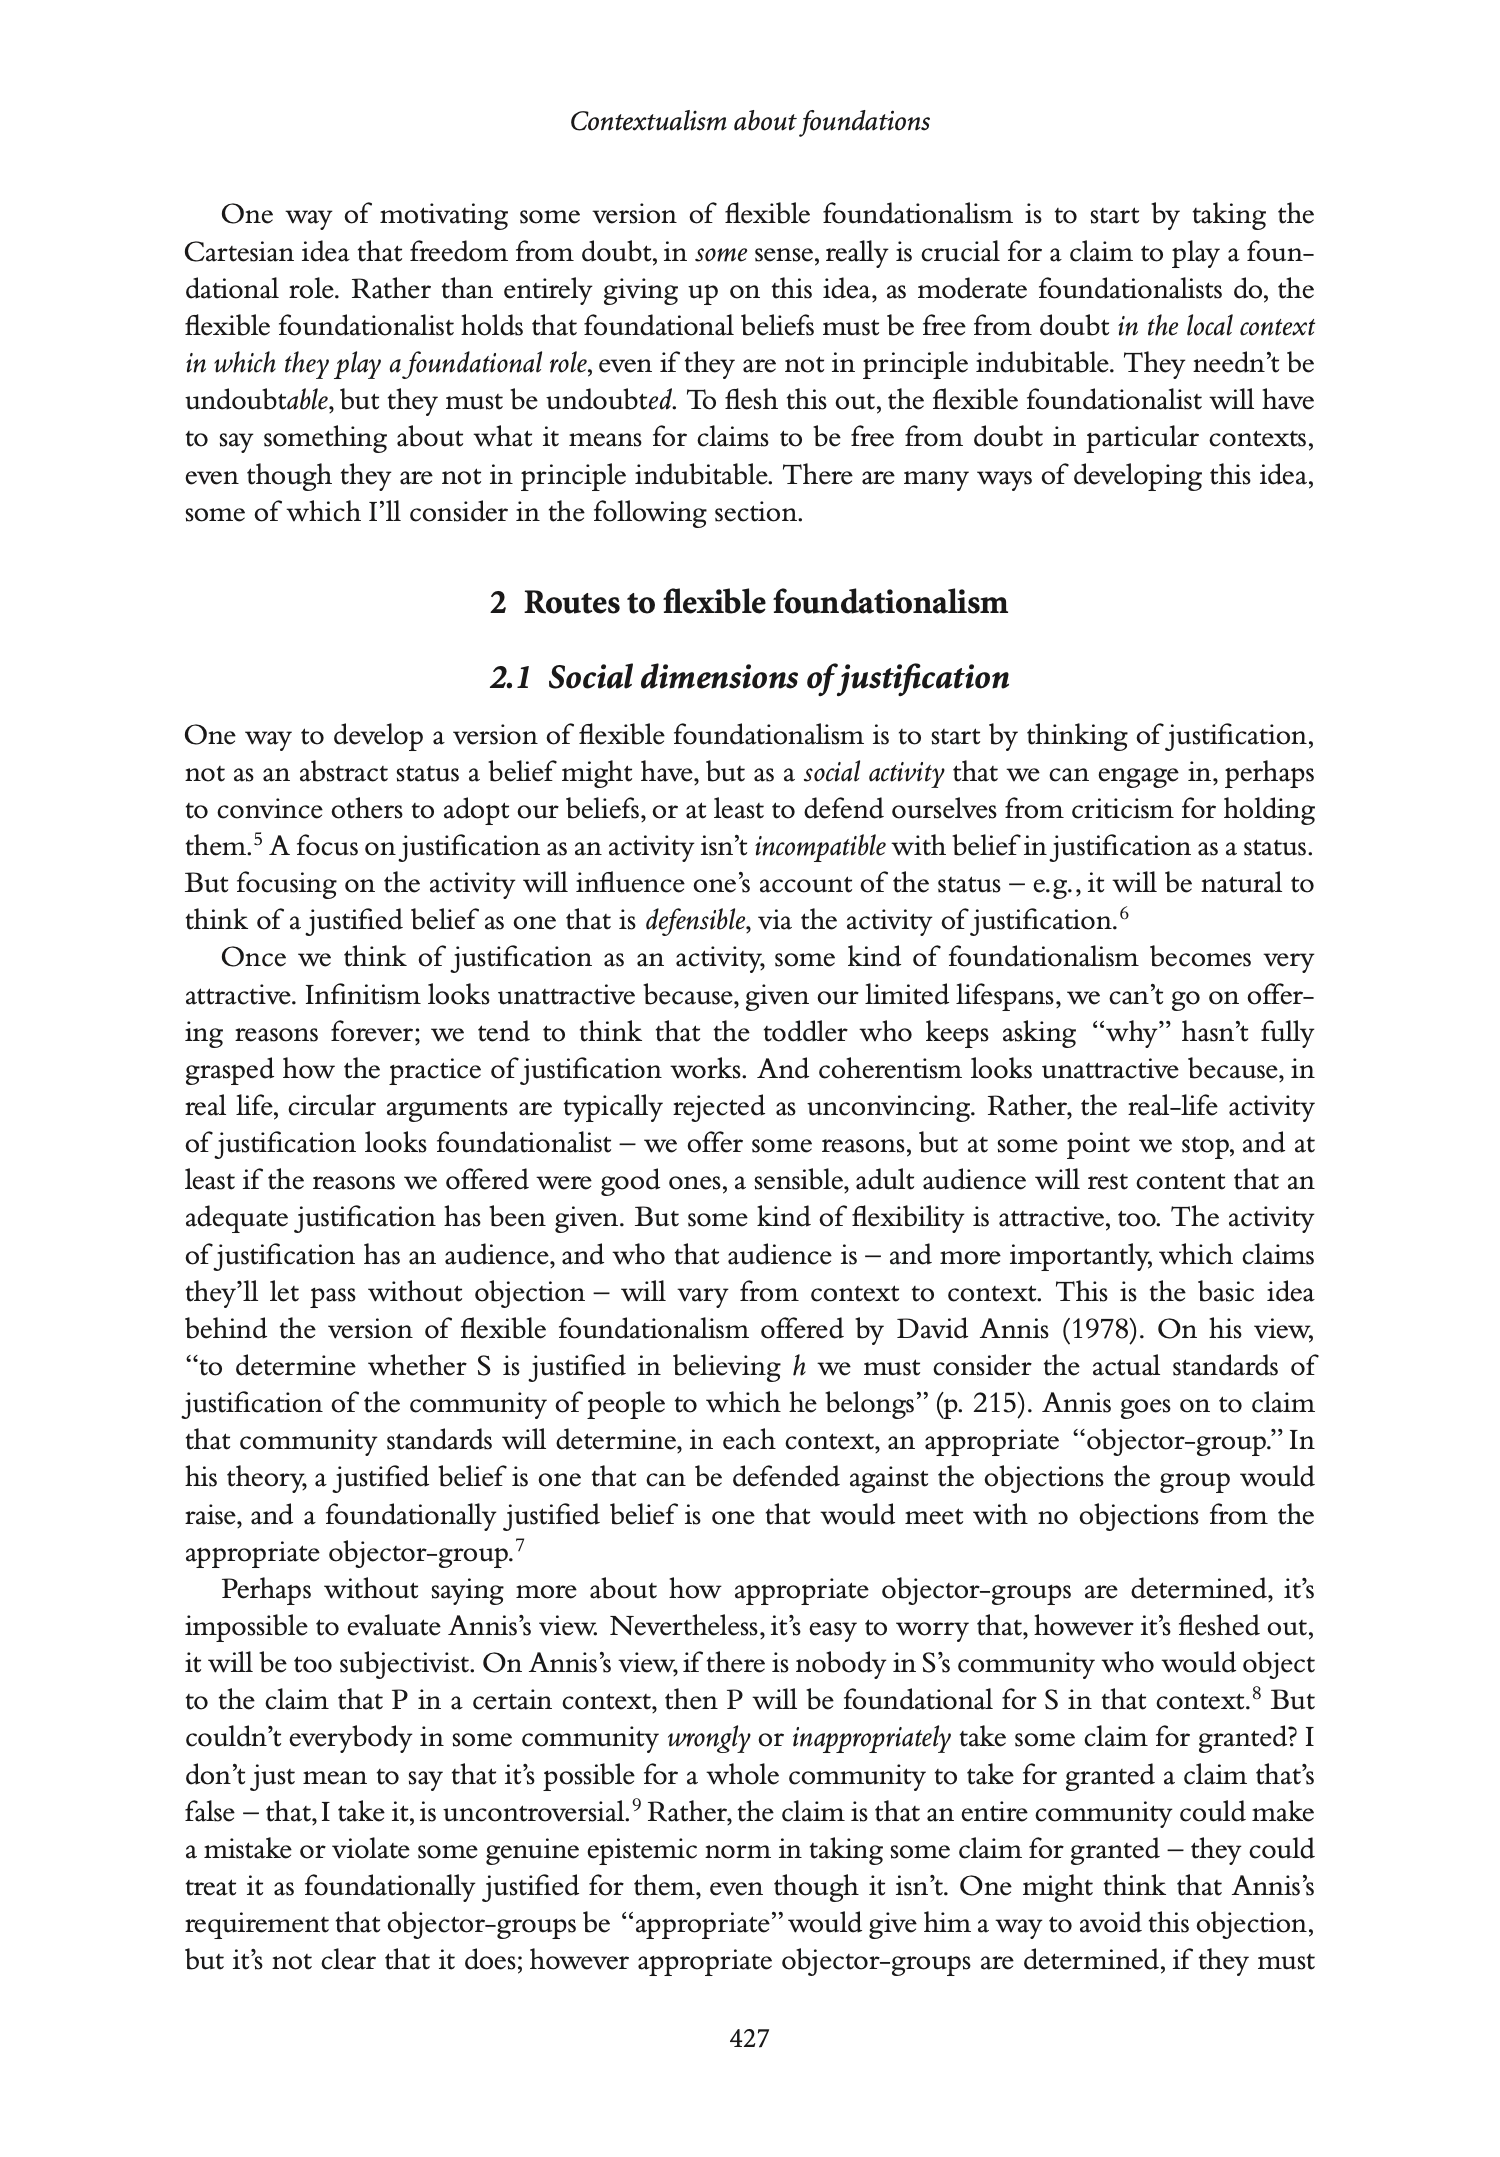 Contextualism about foundations
One way of motivating some version of flexible foundationalism is to start by taking the
Cartesian idea that freedom from doubt, in some sense, really is crucial for a claim to play a foun-
dational role. Rather than entirely giving up on this idea, as moderate foundationalists do, the
flexible foundationalist holds that foundational beliefs must be free from doubt in the local context
in which they play a foundational role, even if they are not in principle indubitable. They needn’t be
undoubtable, but they must be undoubted. To flesh this out, the flexible foundationalist will have
to say something about what it means for claims to be free from doubt in particular contexts,
even though they are not in principle indubitable. There are many ways of developing this idea,
some of which I’ll consider in the following section.
2 Routes to flexible foundationalism
2.1 Social dimensions of justification
One way to develop a version of flexible foundationalism is to start by thinking of justification,
not as an abstract status a belief might have, but as a social activity that we can engage in, perhaps
to convince others to adopt our beliefs, or at least to defend ourselves from criticism for holding
them.5 A focus on justification as an activity isn’t incompatible with belief in justification as a status.
But focusing on the activity will influence one’s account of the status – e.g., it will be natural to
think of a justified belief as one that is defensible, via the activity of justification.6
Once we think of justification as an activity, some kind of foundationalism becomes very
attractive. Infinitism looks unattractive because, given our limited lifespans, we can’t go on offer-
ing reasons forever; we tend to think that the toddler who keeps asking “why” hasn’t fully
grasped how the practice of justification works. And coherentism looks unattractive because, in
real life, circular arguments are typically rejected as unconvincing. Rather, the real-life activity
of justification looks foundationalist – we offer some reasons, but at some point we stop, and at
least if the reasons we offered were good ones, a sensible, adult audience will rest content that an
adequate justification has been given. But some kind of flexibility is attractive, too. The activity
of justification has an audience, and who that audience is – and more importantly, which claims
they’ll let pass without objection – will vary from context to context. This is the basic idea
behind the version of flexible foundationalism offered by David Annis (1978). On his view,
“to determine whether S is justified in believing h we must consider the actual standards of
justification of the community of people to which he belongs” (p. 215). Annis goes on to claim
that community standards will determine, in each context, an appropriate “objector-group.” In
his theory, a justified belief is one that can be defended against the objections the group would
raise, and a foundationally justified belief is one that would meet with no objections from the
appropriate objector-group.7
Perhaps without saying more about how appropriate objector-groups are determined, it’s
impossible to evaluate Annis’s view. Nevertheless, it’s easy to worry that, however it’s fleshed out,
it will be too subjectivist. On Annis’s view, if there is nobody in S’s community who would object
to the claim that P in a certain context, then P will be foundational for S in that context.8 But
couldn’t everybody in some community wrongly or inappropriately take some claim for granted? I
don’t just mean to say that it’s possible for a whole community to take for granted a claim that’s
false – that, I take it, is uncontroversial.9 Rather, the claim is that an entire community could make
a mistake or violate some genuine epistemic norm in taking some claim for granted – they could
treat it as foundationally justified for them, even though it isn’t. One might think that Annis’s
requirement that objector-groups be “appropriate” would give him a way to avoid this objection,
but it’s not clear that it does; however appropriate objector-groups are determined, if they must
427